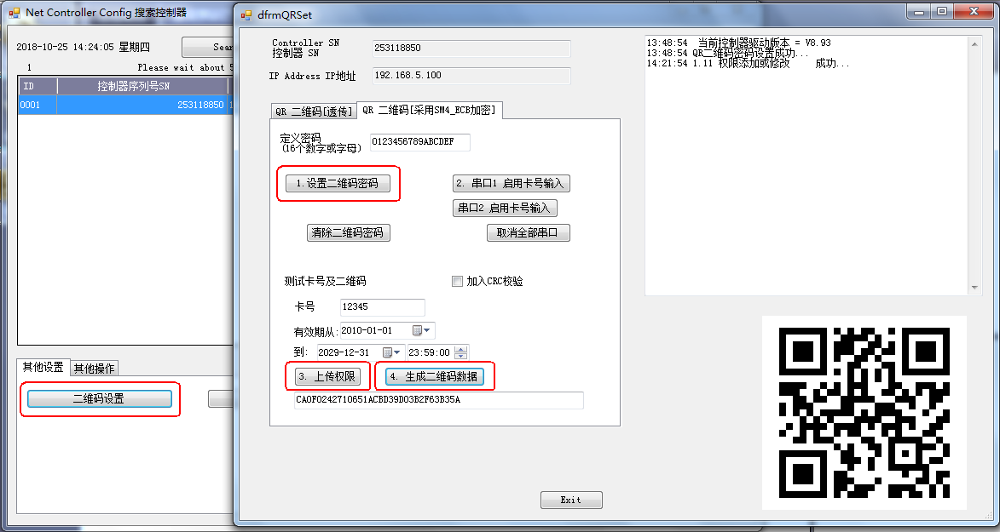 Net Controller Config 搜索控制器
2018-10-25 14:24:05 星期四
Sear
1
Please wait about 5
ID 控制器序列号SN
0001 253118850 1
其他设置 其他操作
二维码设置
dfrmQRSet
Controller SN
控制器 SN
253118850
IP Address IP地址
192.168.5.100
QR 二维码[透传] QR 二维码[采用SM4_ECB加密]
定义密码
(16个数字或字母)
0123456789ABCDEF
1.设置二维码密码
2. 串口1 启用卡号输入
串口2 启用卡号输入
清除二维码密码
取消全部串口
测试卡号及二维码
加入CRC校验
卡号 12345
有效期从: 2010-01-01
到: 2029-12-31 23:59:00
3. 上传权限
4. 生成二维码数据
CA0F0242710651ACBD39D03B2F63B35A
Exit
13:48:54 当前控制器驱动版本 = V8.93
13:48:54 QR二维码密码设置成功...
14:21:54 1.11 权限添加或修改 成功...